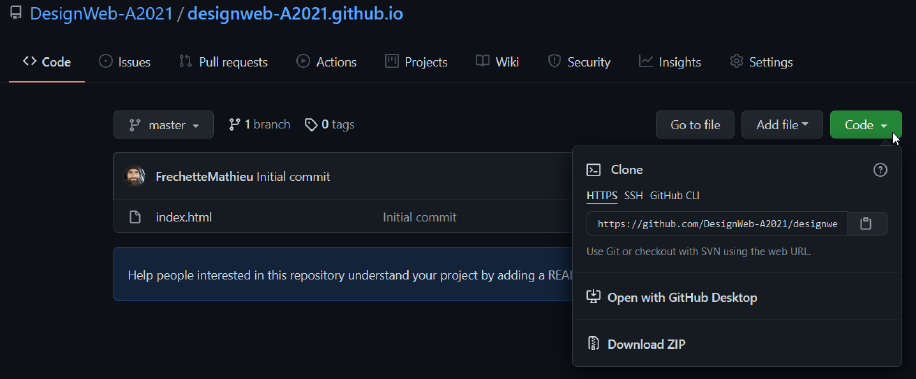 DesignWeb-A2021 / designweb-A2021.github.io
Code Issues Pull requests Actions Projects Wiki Security Insights Settings
master 1 branch 0 tags Go to file Add file Code
FrechetteMathieu Initial commit
index.html Initial commit
Help people interested in this repository understand your project by adding a
Clone
HTTPS SSH GitHub CLI
https://github.com/DesignWeb-A2021/designwe
Use Git or checkout with SVN using the web URL.
Open with GitHub Desktop
Download ZIP